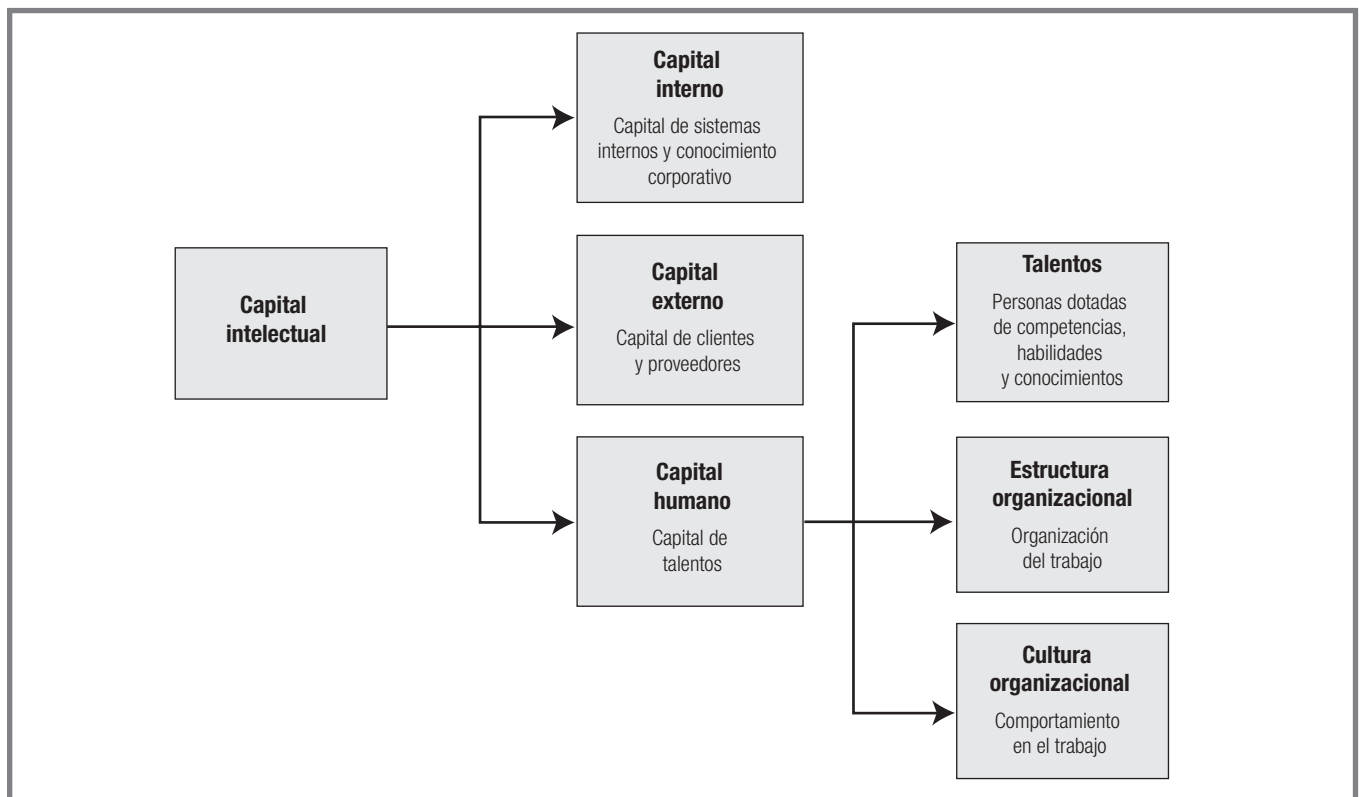 Capital
interno
Capital de sistemas
internos y conocimiento
corporativo
Capital
intelectual
Capital
externo
Capital de clientes
y proveedores
Capital
humano
Capital de
talentos
Talentos
Personas dotadas
de competencias,
habilidades
y conocimientos
Estructura
organizacional
Organización
del trabajo
Cultura
organizacional
Comportamiento
en el trabajo